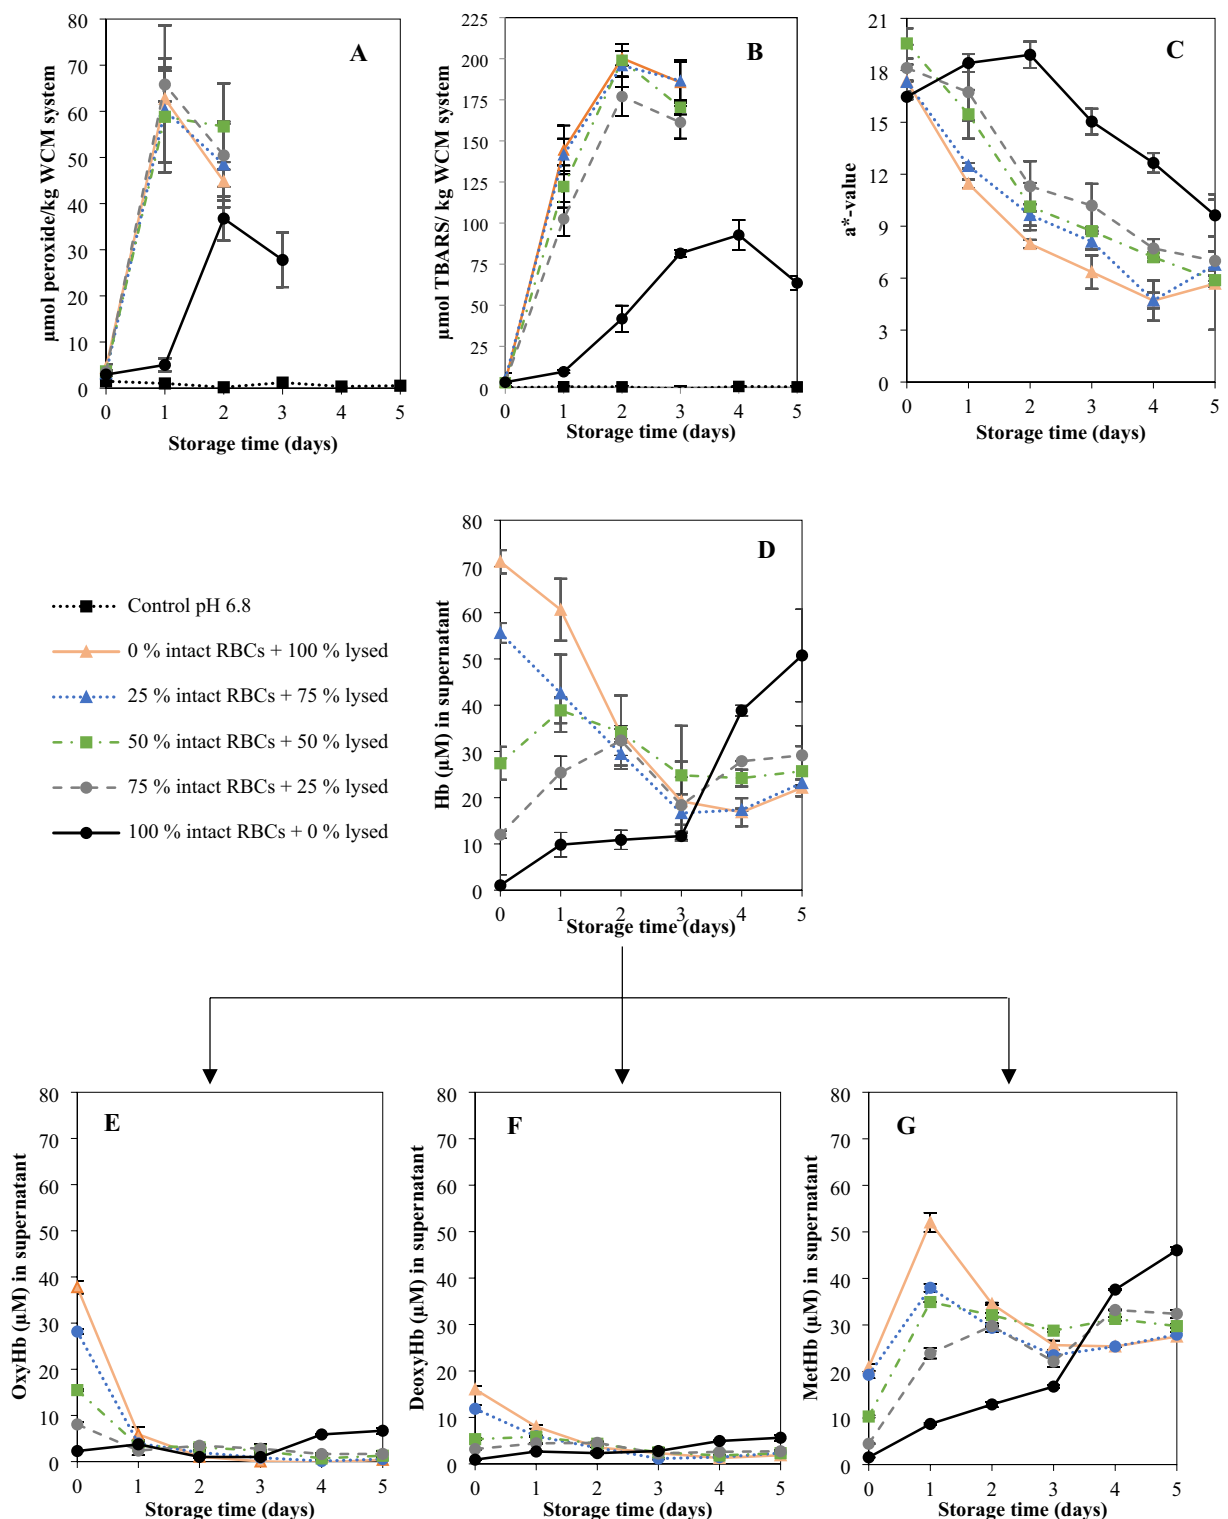 A
80
70
60
50
40
30
20
10
0
0 1 2 3 4 5
µmol peroxide/kg WCM system
Storage time (days)
B
225
200
175
150
125
100
75
50
25
0
0 1 2 3 4 5
µmol TBARS/ kg WCM system
Storage time (days)
C
21
18
15
12
9
6
3
0
0 1 2 3 4 5
a*-value
Storage time (days)
Control pH 6.8
0 % intact RBCs + 100 % lysed
25 % intact RBCs + 75 % lysed
50 % intact RBCs + 50 % lysed
75 % intact RBCs + 25 % lysed
100 % intact RBCs + 0 % lysed
D
80
70
60
50
40
30
20
10
0
0 1 2 3 4 5
Hb (µM) in supernatant
Storage time (days)
E
80
70
60
50
40
30
20
10
0
0 1 2 3 4 5
OxyHb (µM) in supernatant
Storage time (days)
F
80
70
60
50
40
30
20
10
0
0 1 2 3 4 5
DeoxyHb (µM) in supernatant
Storage time (days)
G
80
70
60
50
40
30
20
10
0
0 1 2 3 4 5
MetHb (µM) in supernatant
Storage time (days)